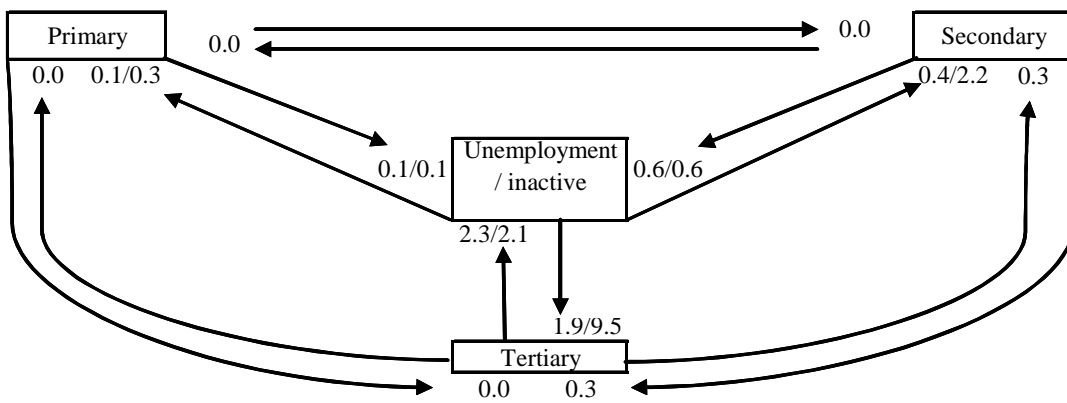 Primary
0.0
0.0
Secondary
0.0 0.1/0.3
0.4/2.2 0.3
Unemployment
/ inactive
0.1/0.1
0.6/0.6
2.3/2.1
1.9/9.5
Tertiary
0.0 0.3